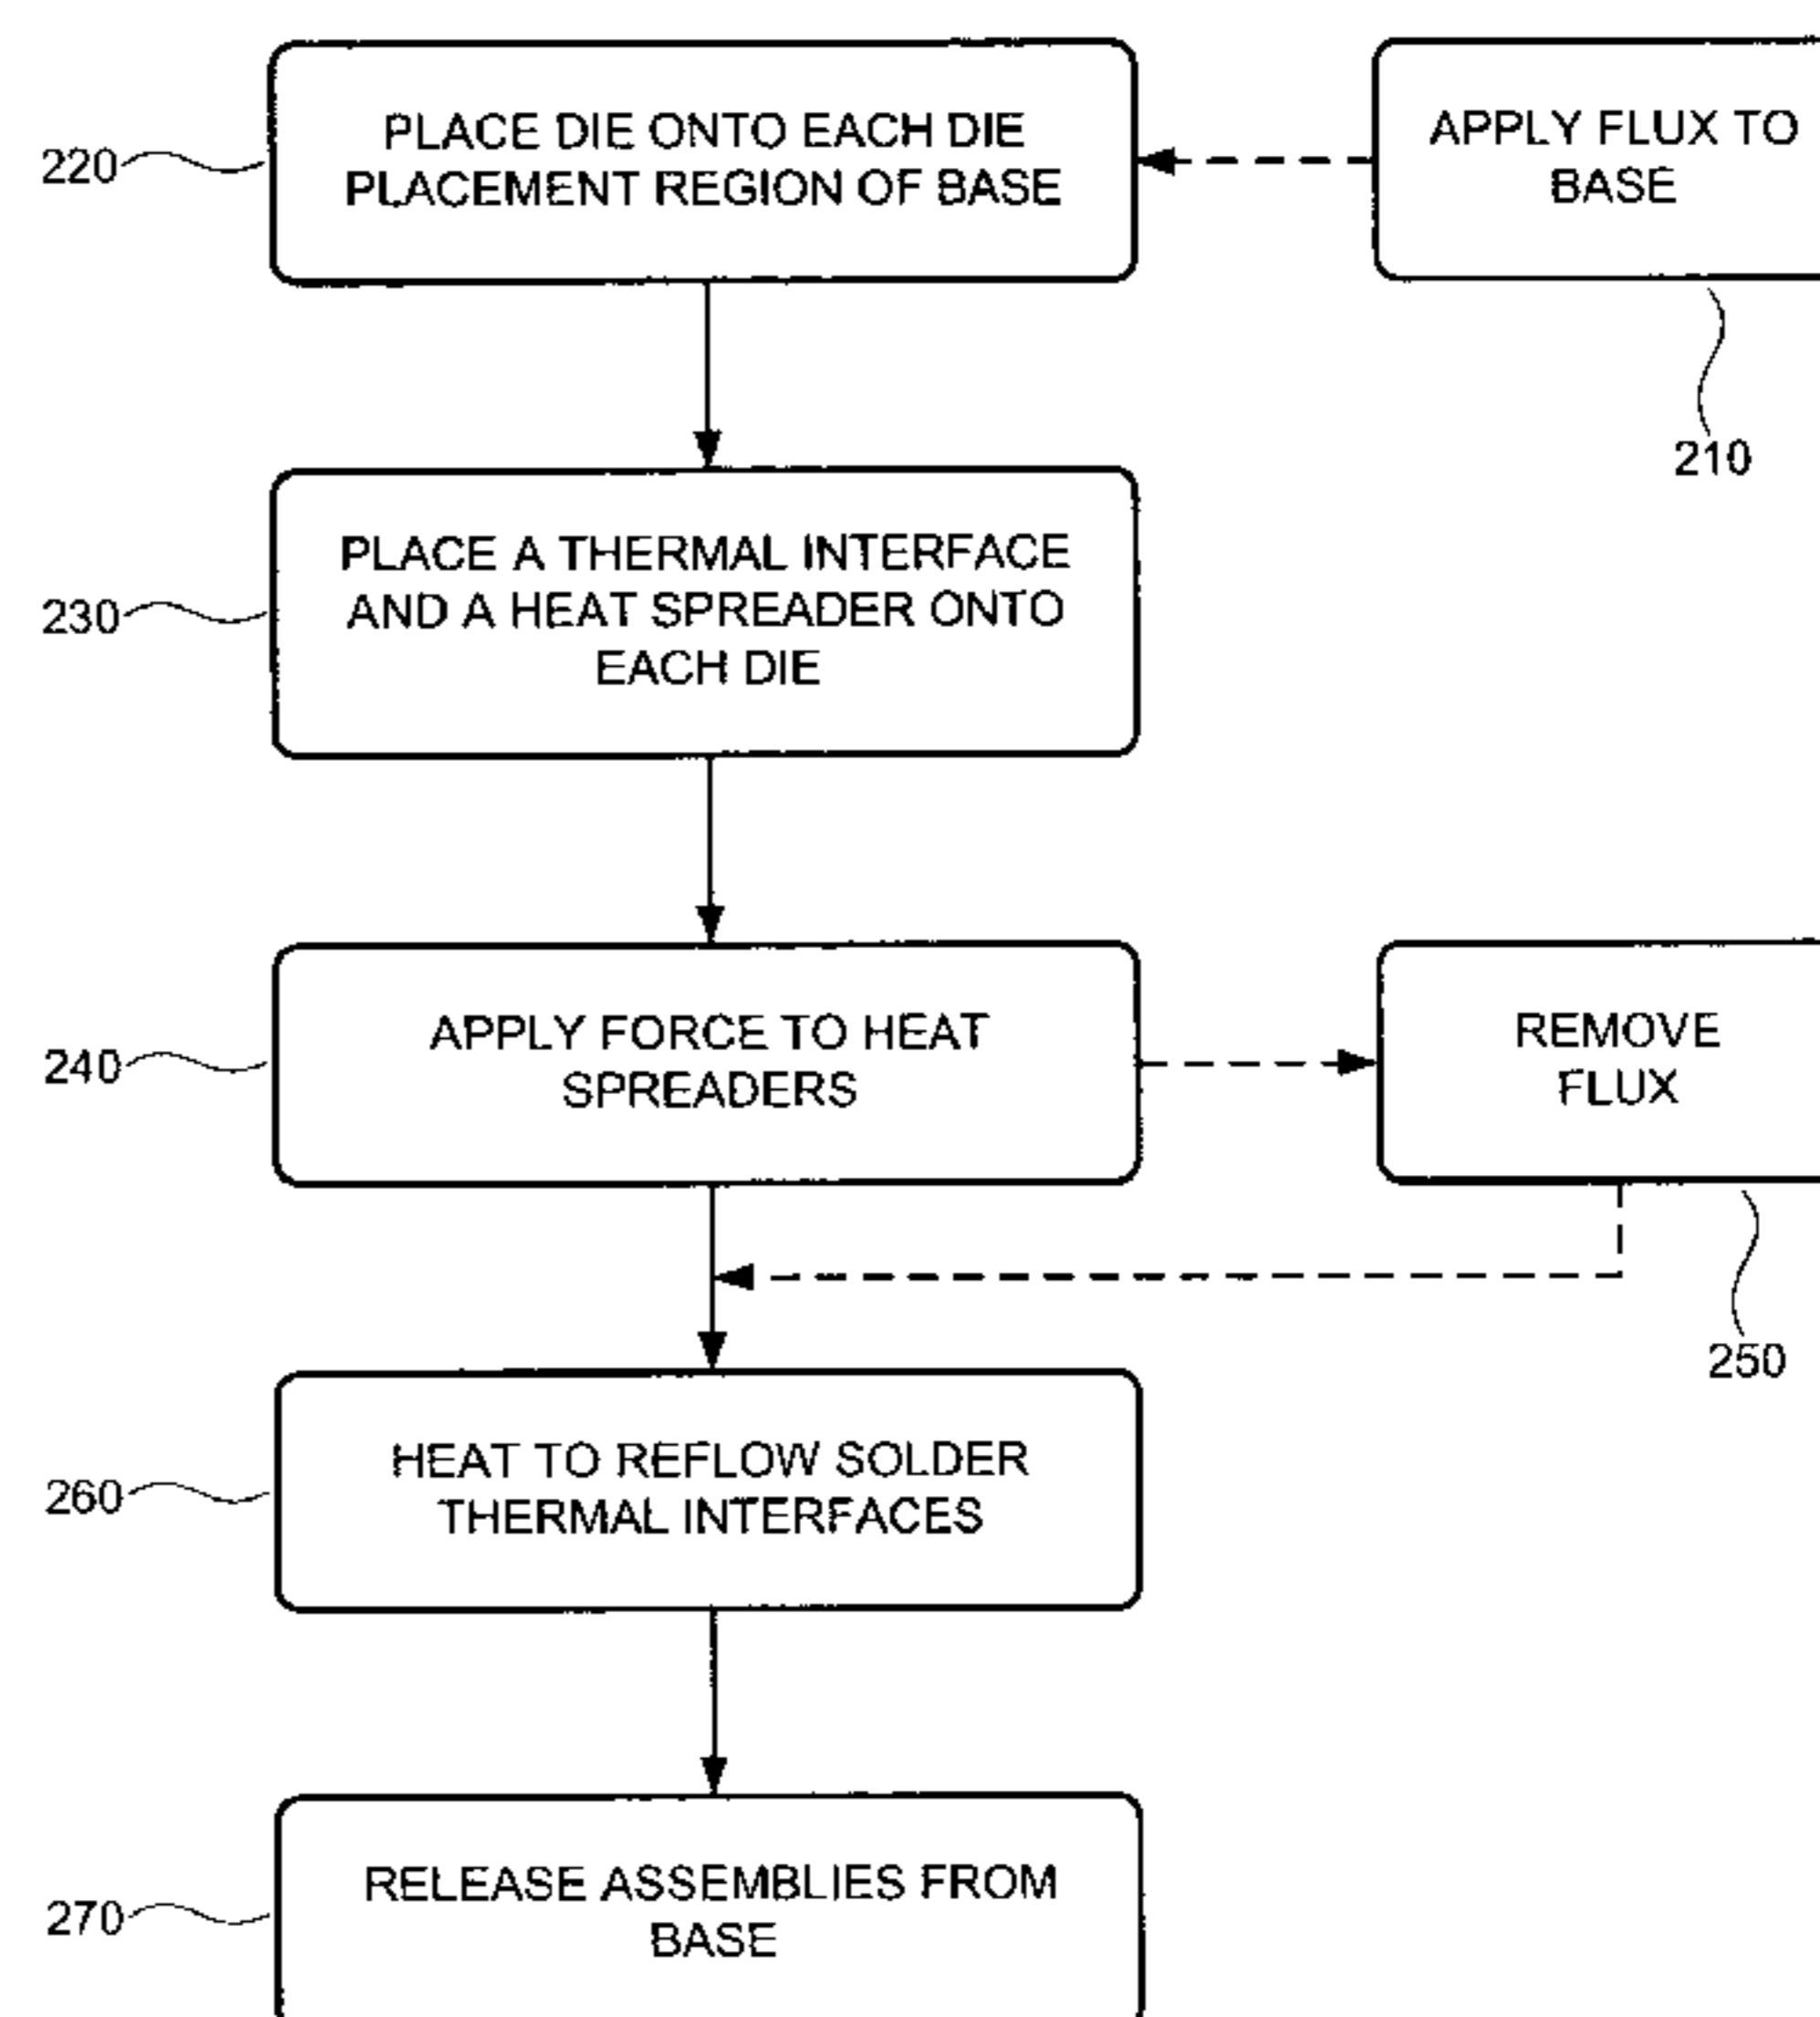 PLACE DIE ONTO EACH DIE
PLACEMENT REGION OF BASE
220
APPLY FLUX TO
BASE
210
PLACE A THERMAL INTERFACE
AND A HEAT SPREADER ONTO
EACH DIE
230
APPLY FORCE TO HEAT
SPREADERS
240
REMOVE
FLUX
250
HEAT TO REFLOW SOLDER
THERMAL INTERFACES
260
RELEASE ASSEMBLIES FROM
BASE
270